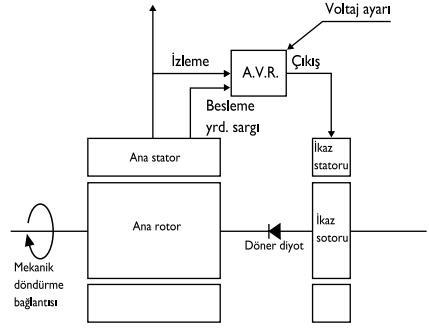 Voltaj ayarı
İzleme
A.V.R.
Çıkış
Besleme
yrd. sargı
Ana stator
İkaz
statoru
Ana rotor
Döner diyot
İkaz
sotoru
Mekanik
döndürme
bağlantısı